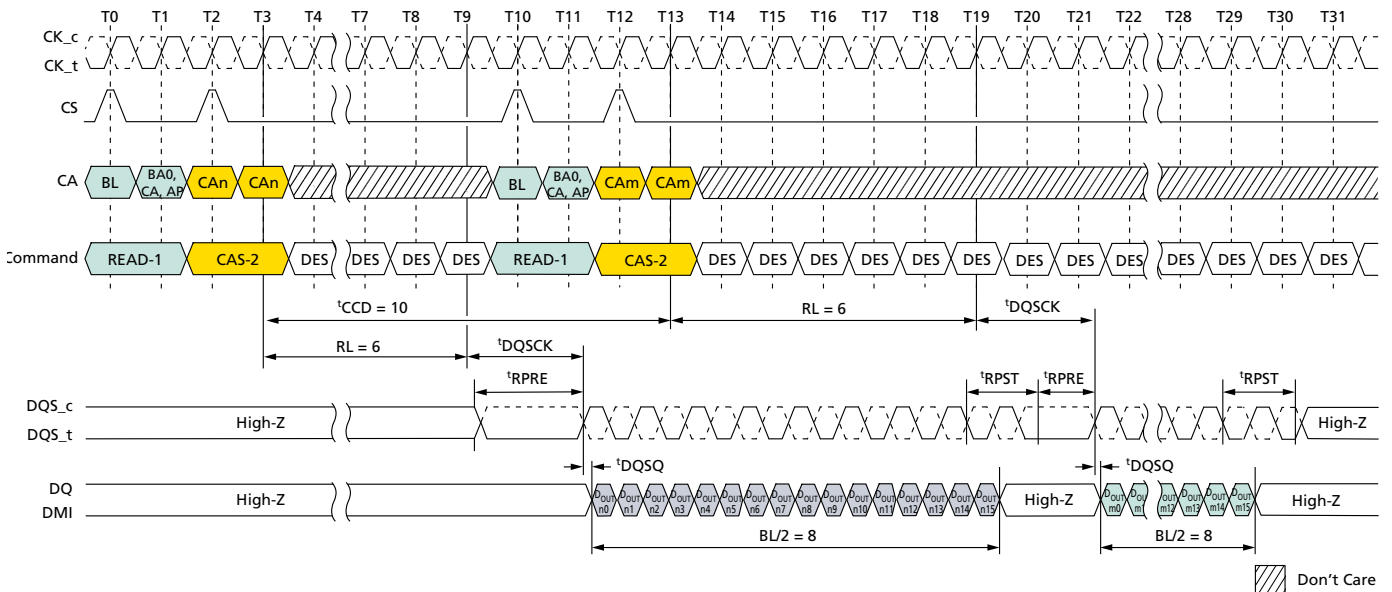 T0 T1 T2 T3 T4 T7 T8 T9 T10 T11 T12 T13 T14 T15 T16 T17 T18 T19 T20 T21 T22 T28 T29 T30 T31
CK_c
CK_t
CS
CA BL BA0, CA, AP CAn CAn BL BA0, CA, AP CAm CAm
Command READ-1 CAS-2 DES DES DES DES READ-1 CAS-2 DES DES DES DES DES DES DES DES DES DES DES DES DES
tCCD = 10 RL = 6 tDQSCK
RL = 6 tDQSCK
tRPRE tRPST tRPRE tRPST
DQS_c
DQS_t
High-Z High-Z
tDQSQ tDQSQ
DQ
DMI
High-Z DOUT n0 DOUT n1 DOUT n2 DOUT n3 DOUT n4 DOUT n5 DOUT n6 DOUT n7 DOUT n8 DOUT n9 DOUT n10 DOUT n11 DOUT n12 DOUT n13 DOUT n14 DOUT n15 High-Z DOUT m0 DOUT m1 DOUT m12 DOUT m13 DOUT m14 DOUT m15 High-Z
BL/2 = 8 BL/2 = 8
Don't Care